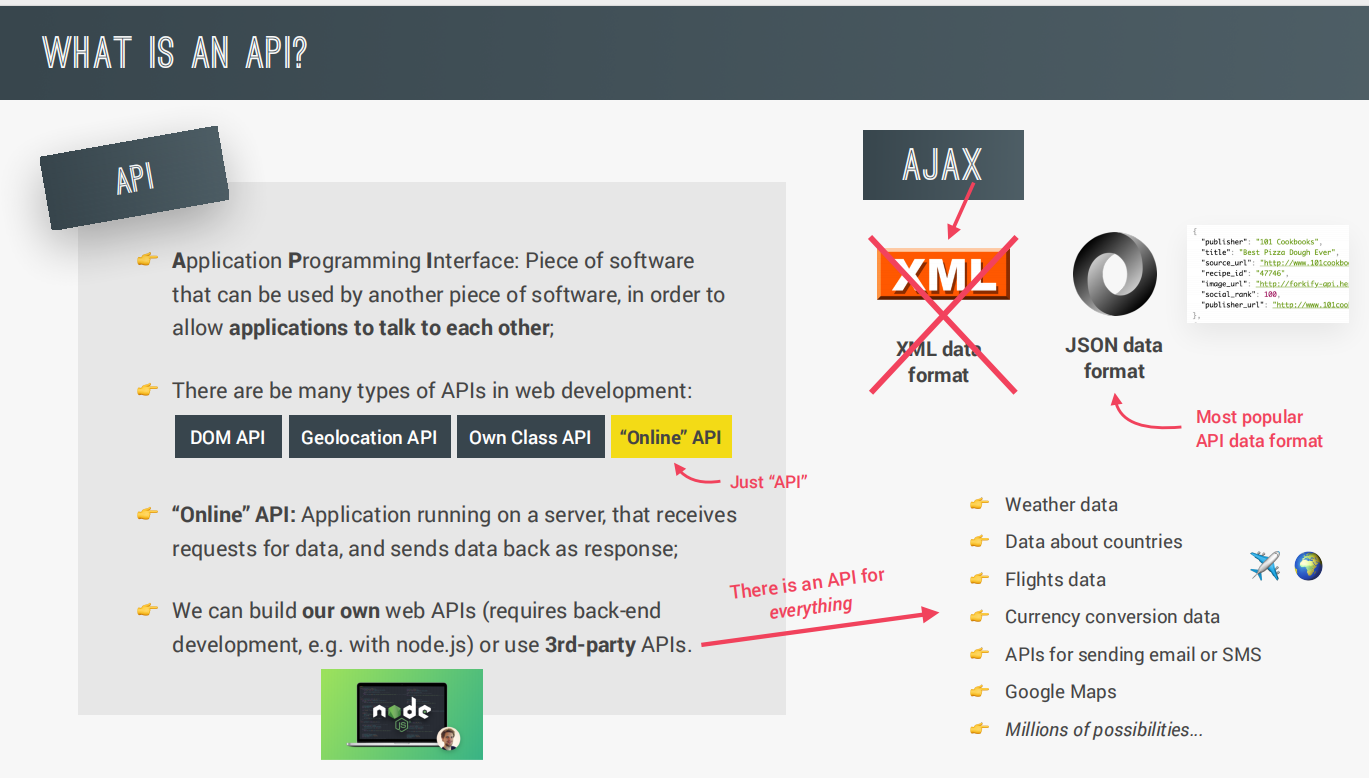 WHAT IS AN API?
API
Application Programming Interface: Piece of software
that can be used by another piece of software, in order to
allow applications to talk to each other;
There are be many types of APIs in web development:
DOM API
Geolocation API
Own Class API
“Online” API
Just “API”
“Online” API: Application running on a server, that receives
requests for data, and sends data back as response;
We can build our own web APIs (requires back-end
development, e.g. with node.js) or use 3rd-party APIs.
There is an API for
everything
node
JS
AJAX
XML
XML data
format
JSON data
format
{
"publisher": "101 Cookbooks",
"title": "Best Pizza Dough Ever",
"source_url": "http://www.101cookbo
"recipe_id": "47746",
"image_url": "http://forkify-api.he
"social_rank": 100,
"publisher_url": "http://www.101coo
},
Most popular
API data format
Weather data
Data about countries
Flights data
Currency conversion data
APIs for sending email or SMS
Google Maps
Millions of possibilities...